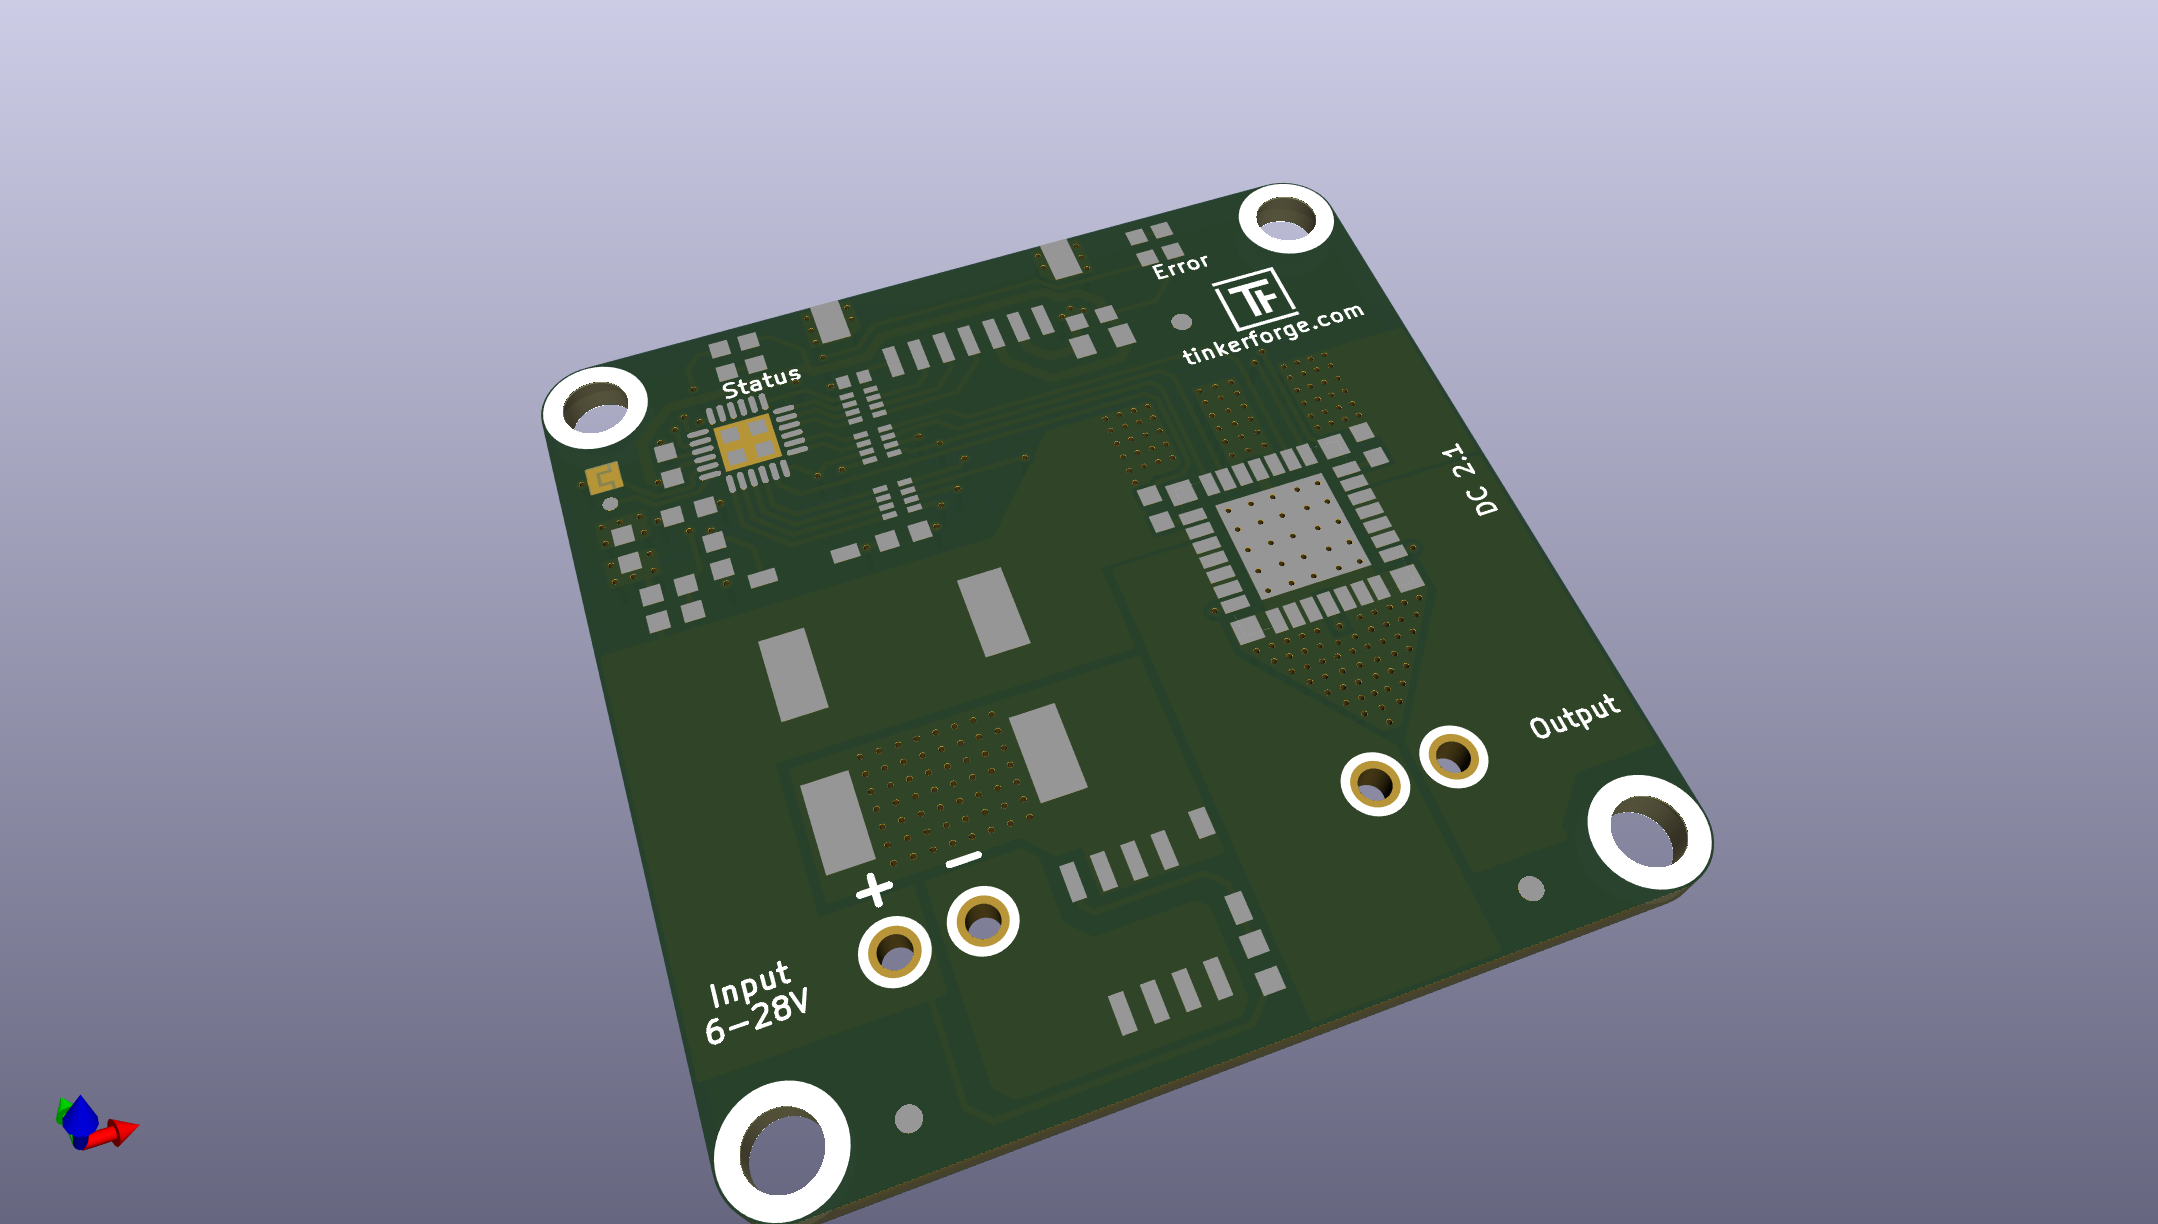 Error
TF
tinkerforge.com
Status
DC 2.1
Output
+ −
Input
6−28V